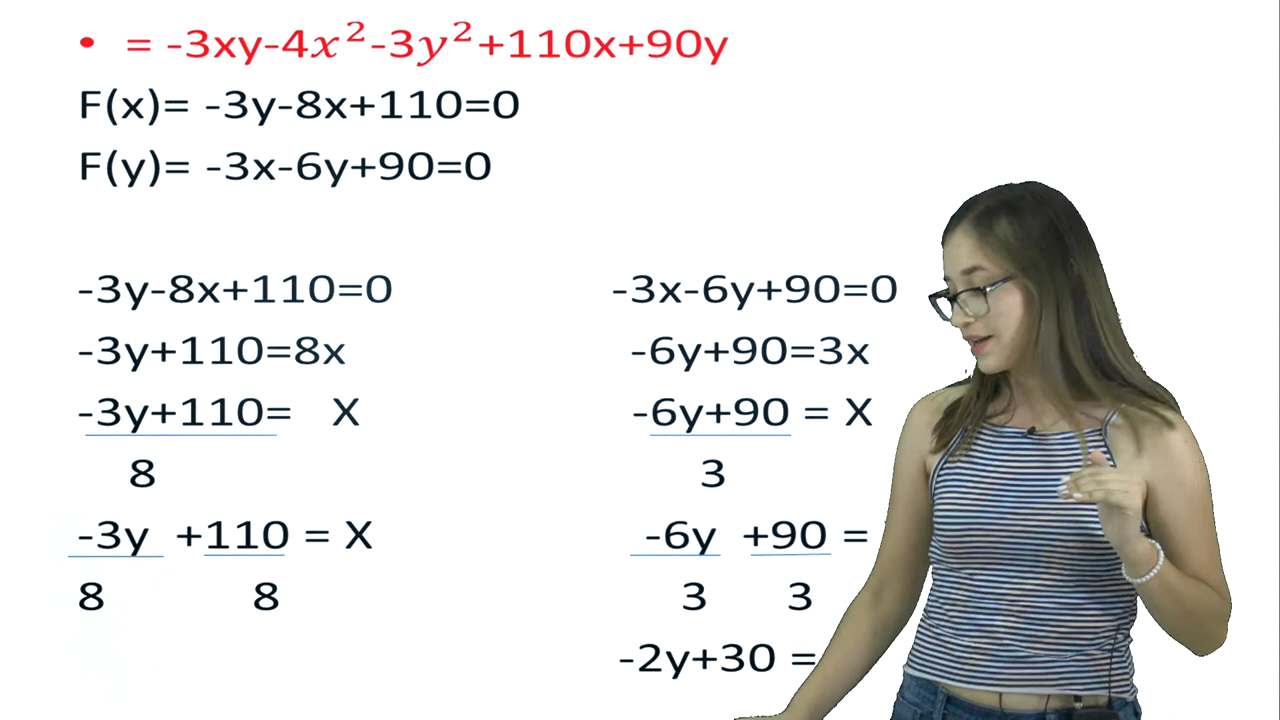 • = -3xy-4x²-3y²+110x+90y
F(x)= -3y-8x+110=0
F(y)= -3x-6y+90=0
-3y-8x+110=0
-3y+110=8x
-3y+110= X
8
-3y +110 = X
8 8
-3x-6y+90=0
-6y+90=3x
-6y+90 = X
3
-6y +90 =
3 3
-2y+30 =